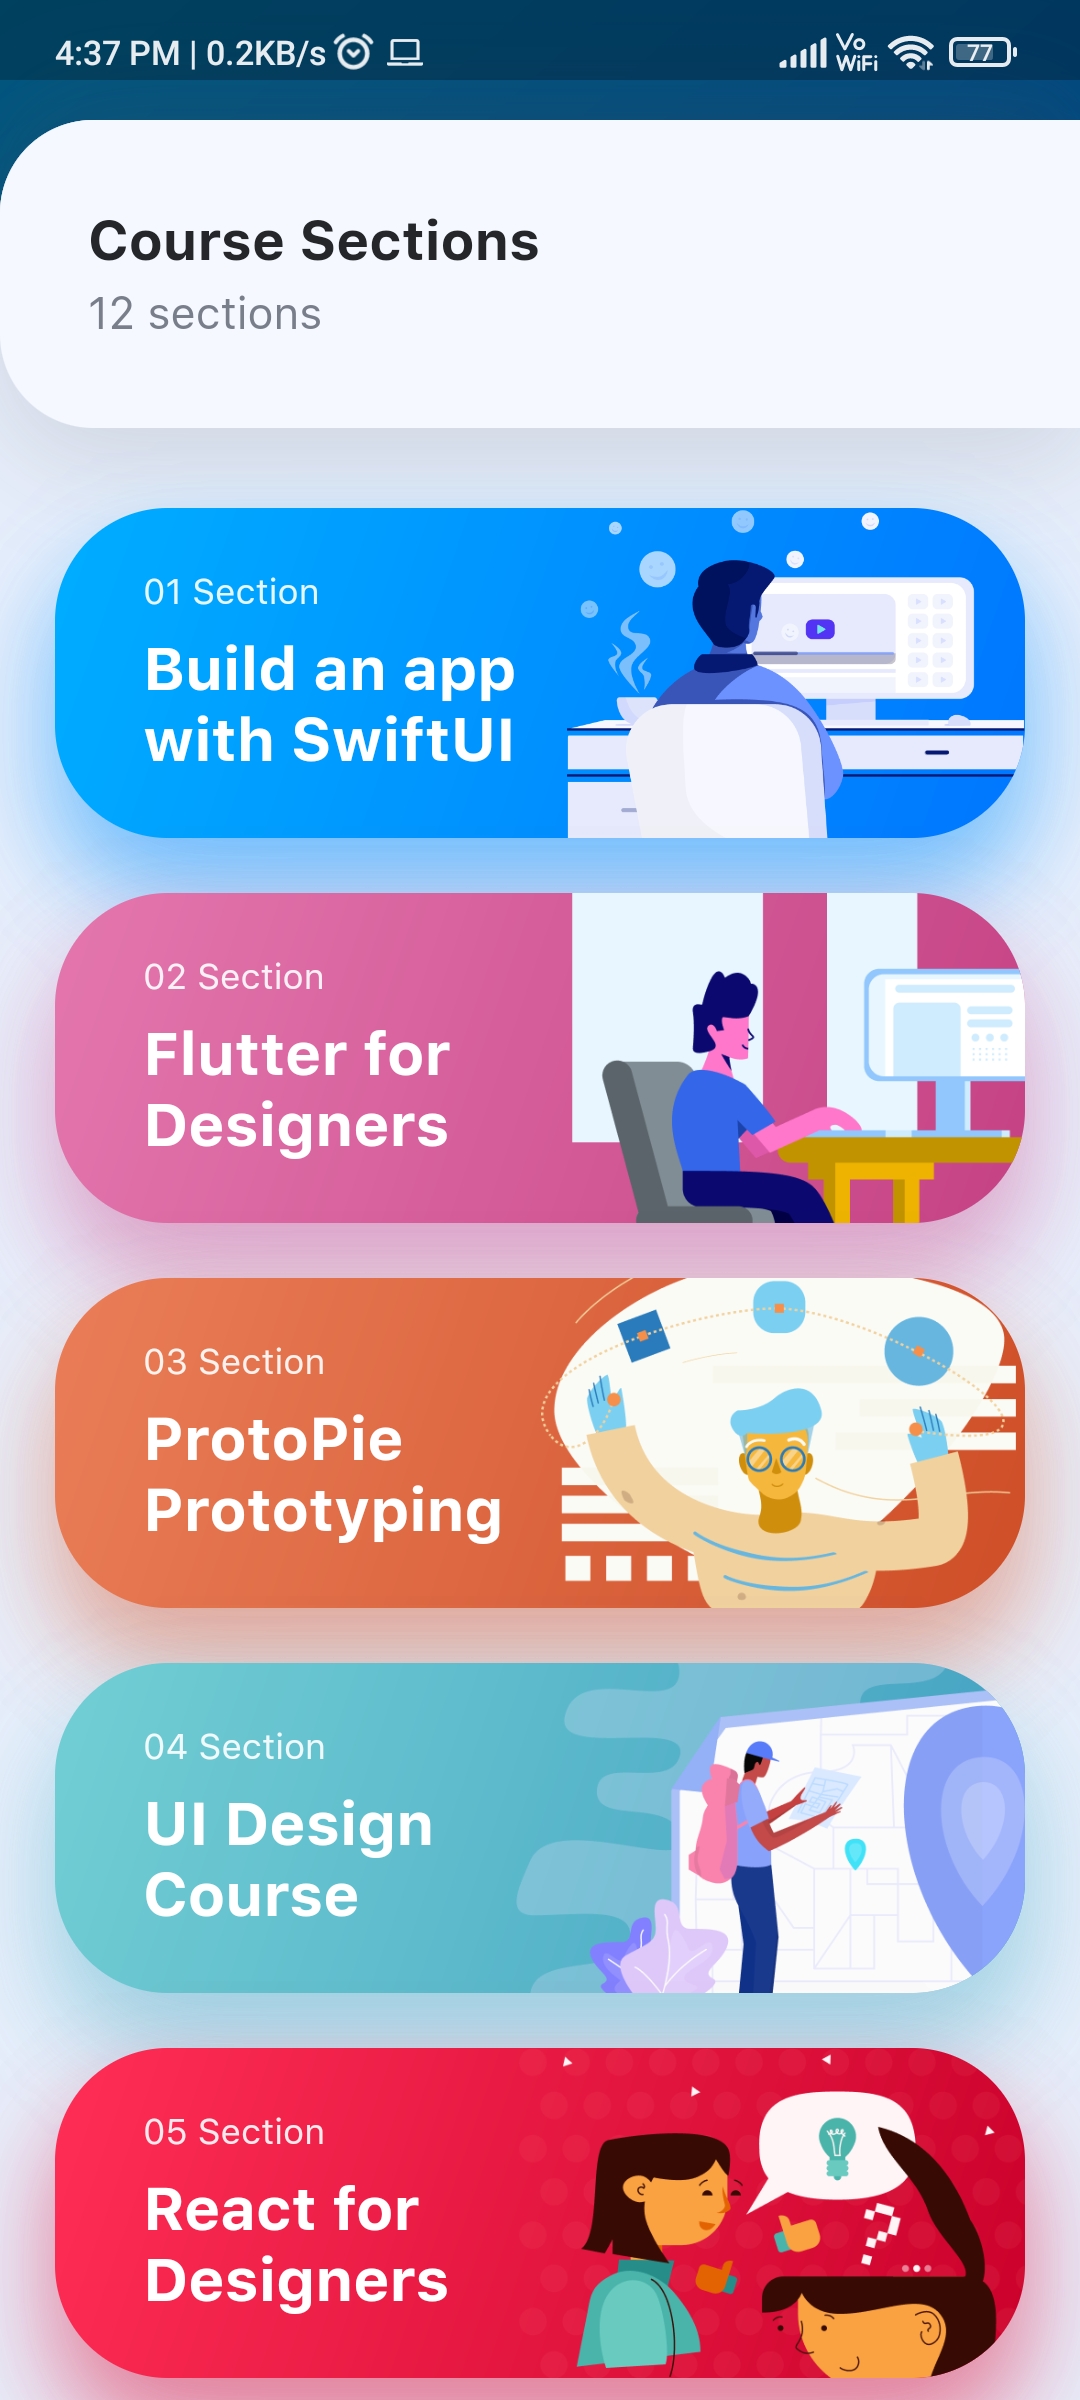 4:37 PM | 0.2KB/s Vo WiFi 77
Course Sections
12 sections
01 Section
Build an app
with SwiftUI
02 Section
Flutter for
Designers
03 Section
ProtoPie
Prototyping
04 Section
UI Design
Course
05 Section
React for
Designers
?